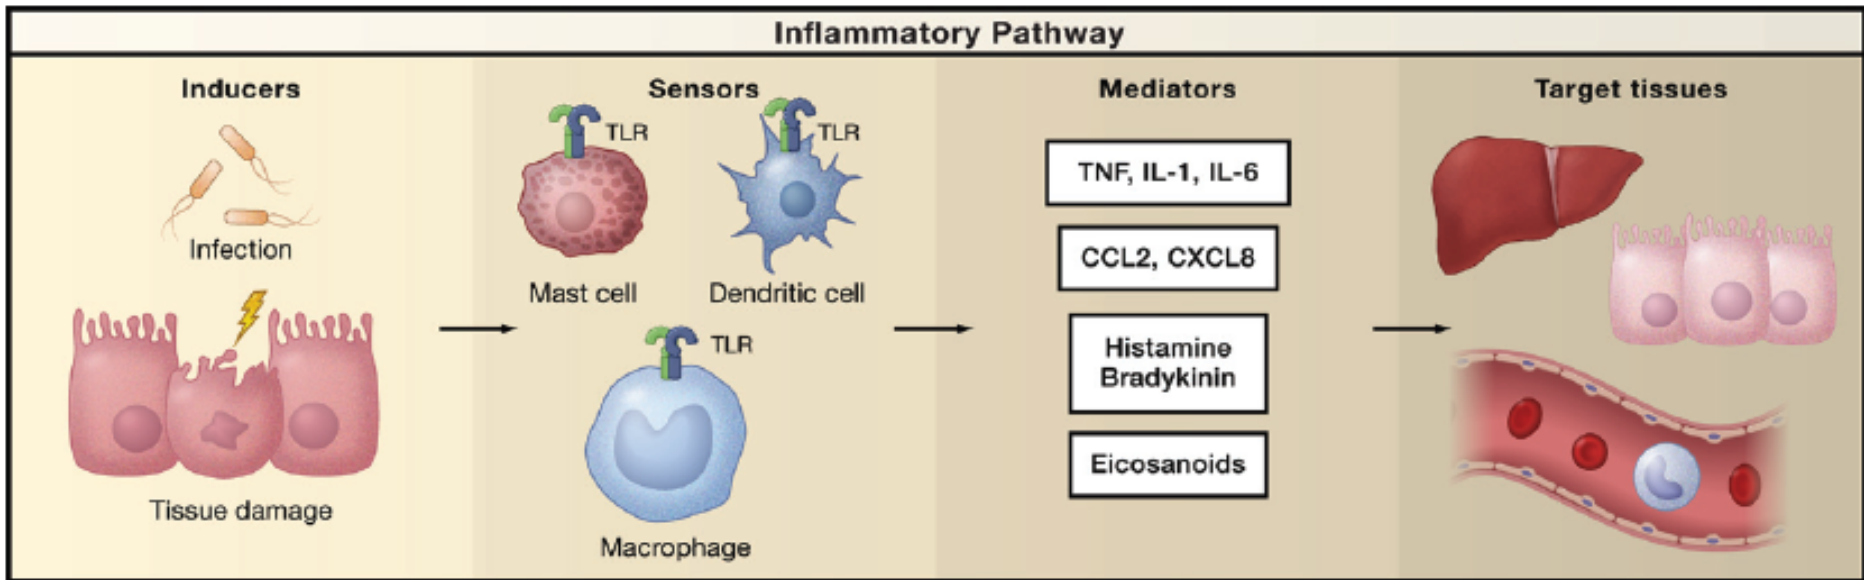 Inflammatory Pathway
Inducers
Infection
Tissue damage
Sensors
TLR
TLR
Mast cell
Dendritic cell
TLR
Macrophage
Mediators
TNF, IL-1, IL-6
CCL2, CXCL8
Histamine
Bradykinin
Eicosanoids
Target tissues